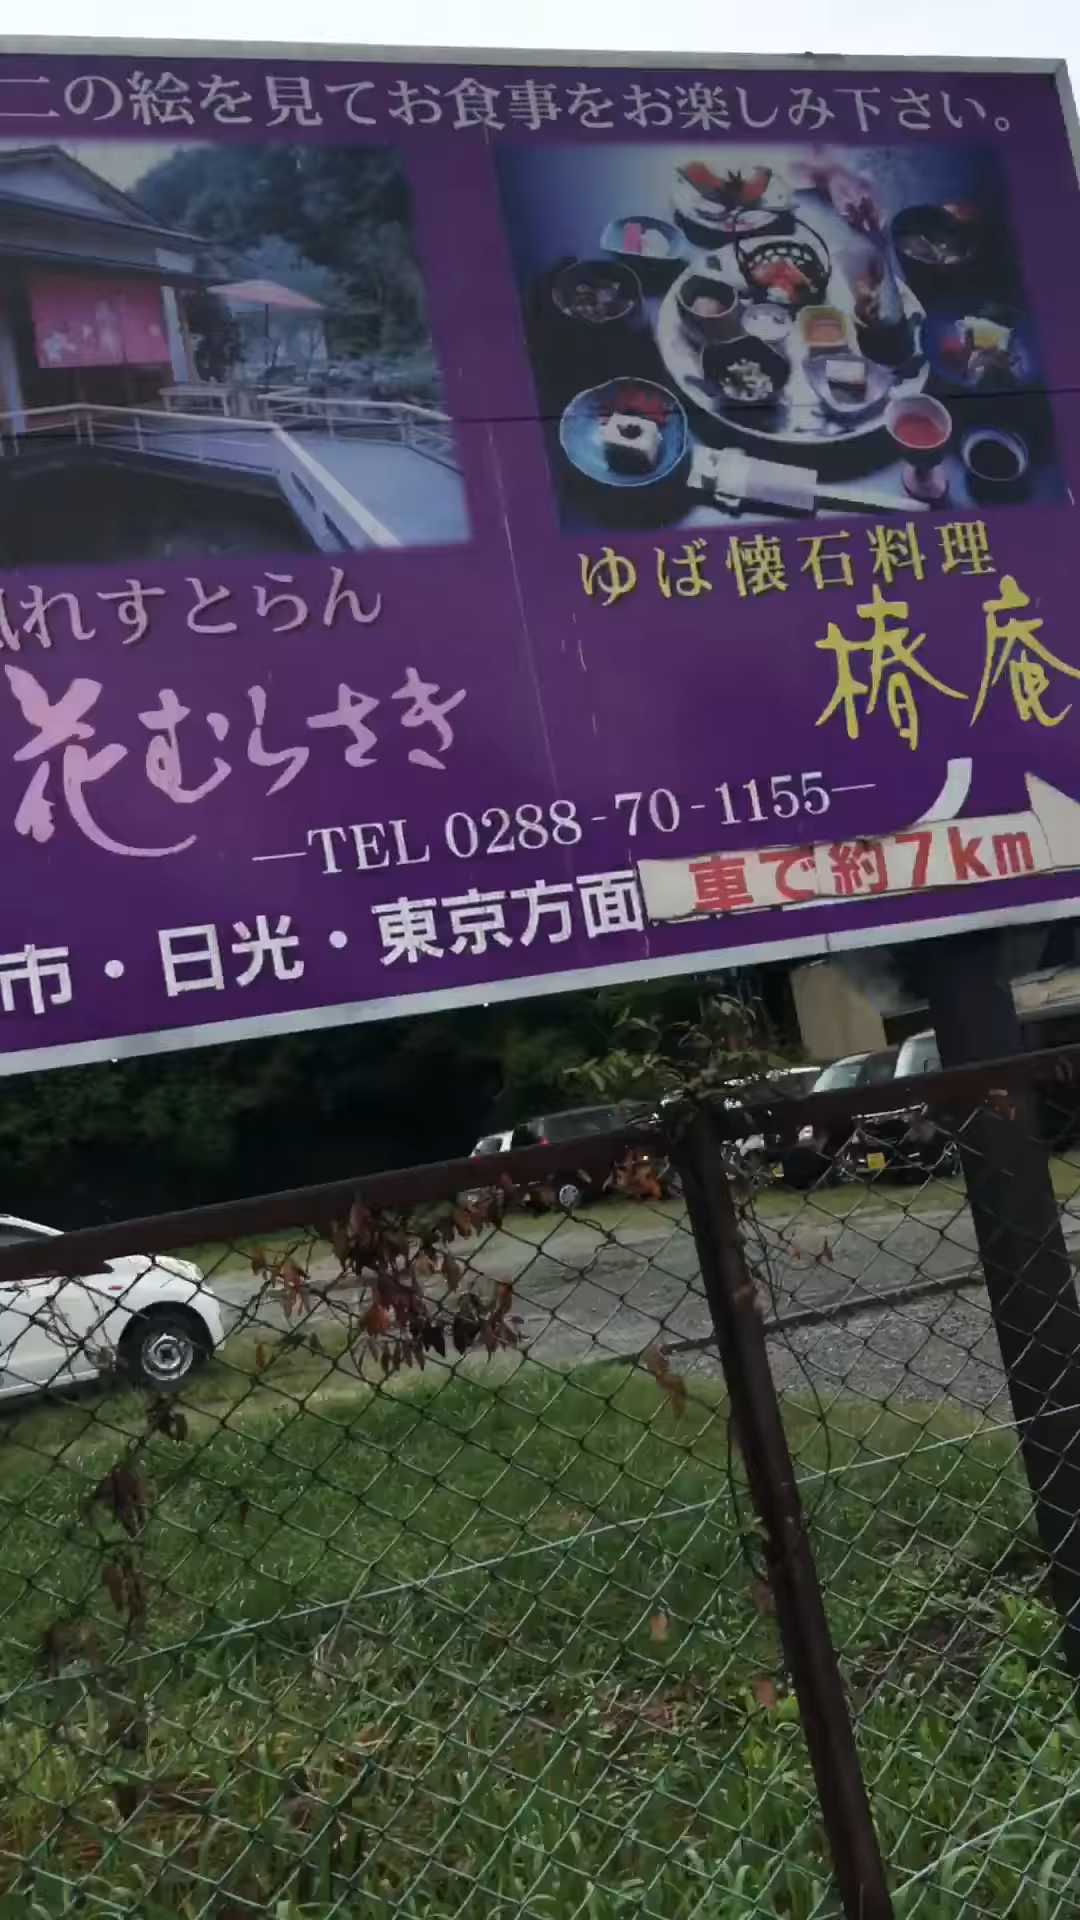 二の絵を見てお食事をお楽しみ下さい。
風れすとらん
花むらさき
ゆば懐石料理
椿庵
—TEL 0288-70-1155—
市・日光・東京方面
車で約7km